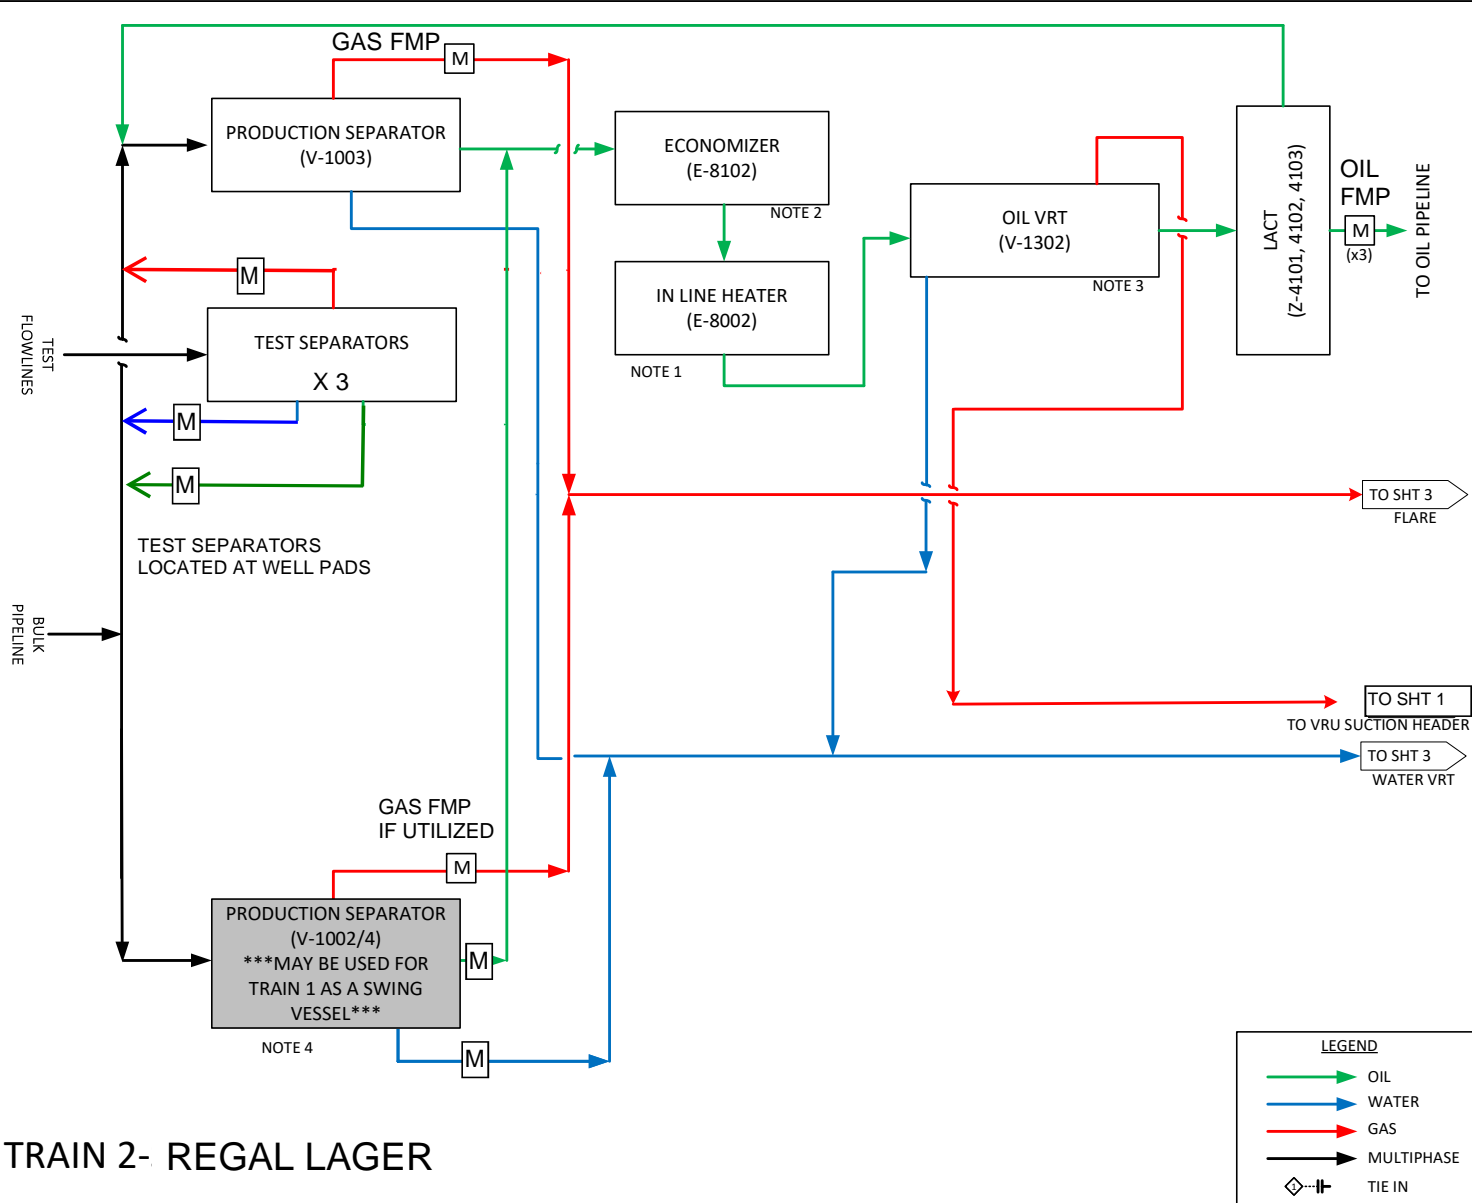 GAS FMP
M
PRODUCTION SEPARATOR
(V-1003)
ECONOMIZER
(E-8102)
NOTE 2
OIL VRT
(V-1302)
NOTE 3
LACT
(Z-4101, 4102, 4103)
OIL
FMP
M
(x3)
TO OIL PIPELINE
IN LINE HEATER
(E-8002)
NOTE 1
M
TEST
FLOWLINES
TEST SEPARATORS
X 3
M
M
TEST SEPARATORS
LOCATED AT WELL PADS
TO SHT 3
FLARE
BULK
PIPELINE
TO SHT 1
TO VRU SUCTION HEADER
TO SHT 3
WATER VRT
GAS FMP
IF UTILIZED
M
PRODUCTION SEPARATOR
(V-1002/4)
***MAY BE USED FOR
TRAIN 1 AS A SWING
VESSEL***
M
NOTE 4
M
LEGEND
OIL
WATER
GAS
MULTIPHASE
1
TIE IN
TRAIN 2- REGAL LAGER